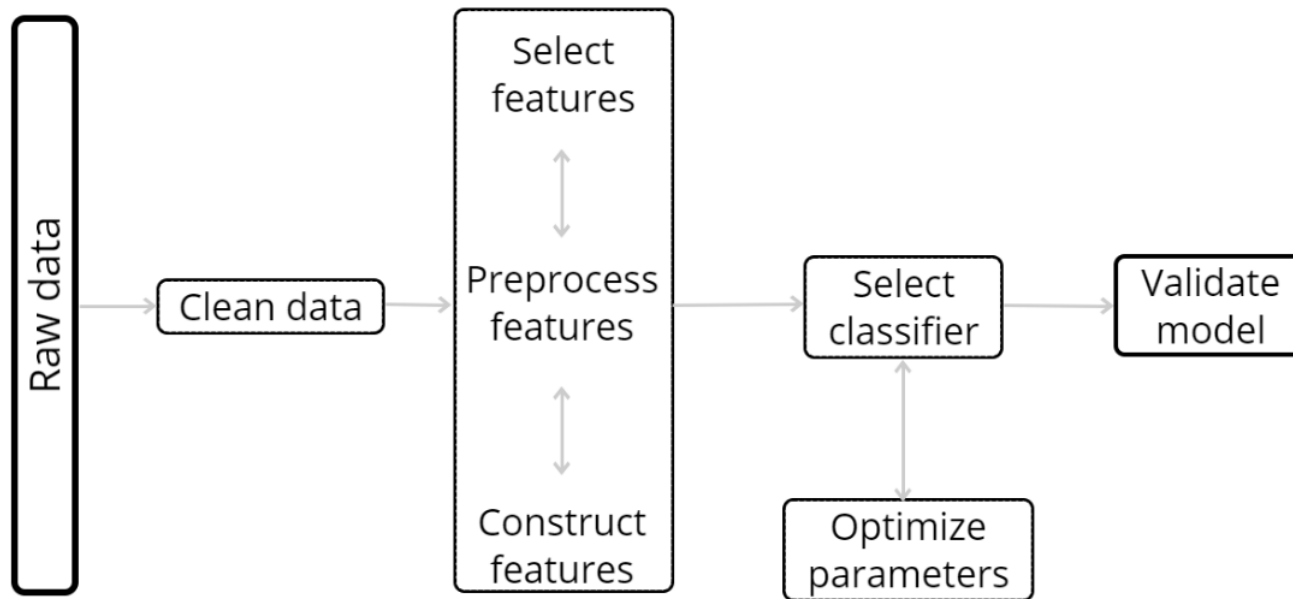 Raw data
Clean data
Select
features
Preprocess
features
Construct
features
Select
classifier
Optimize
parameters
Validate
model